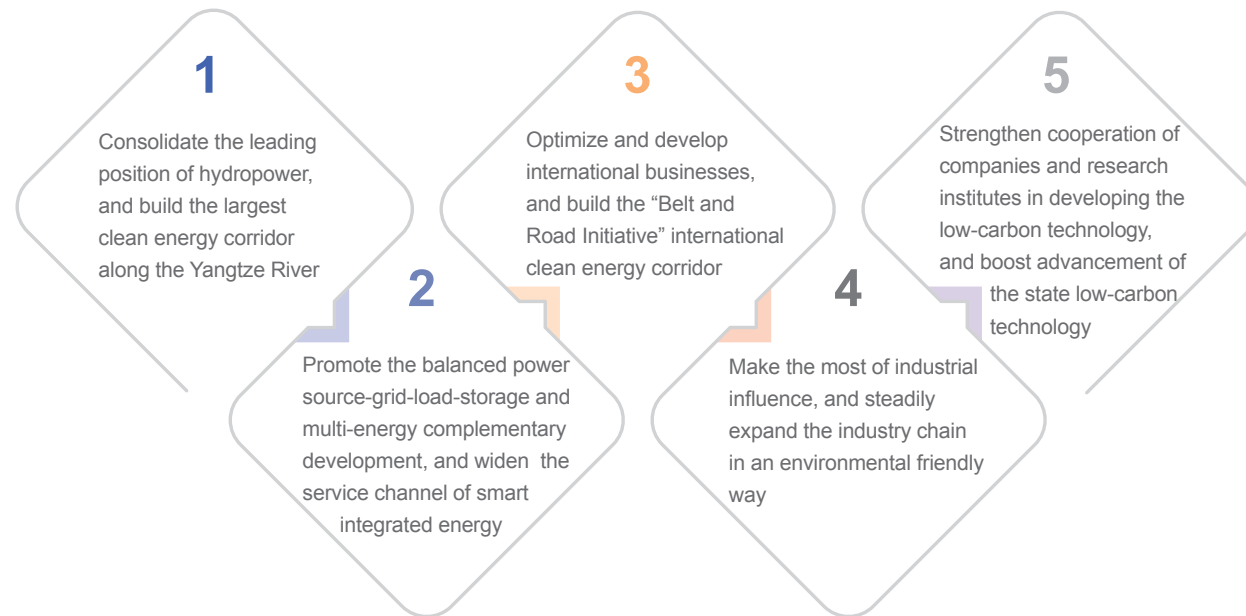 1
Consolidate the leading
position of hydropower,
and build the largest
clean energy corridor
along the Yangtze River
2
Promote the balanced power
source-grid-load-storage and
multi-energy complementary
development, and widen  the
service channel of smart
integrated energy
3
Optimize and develop
international businesses,
and build the “Belt and
Road Initiative” international
clean energy corridor
4
Make the most of industrial
influence, and steadily
expand the industry chain
in an environmental friendly
way
5
Strengthen cooperation of
companies and research
institutes in developing the
low-carbon technology,
and boost advancement of
the state low-carbon
technology